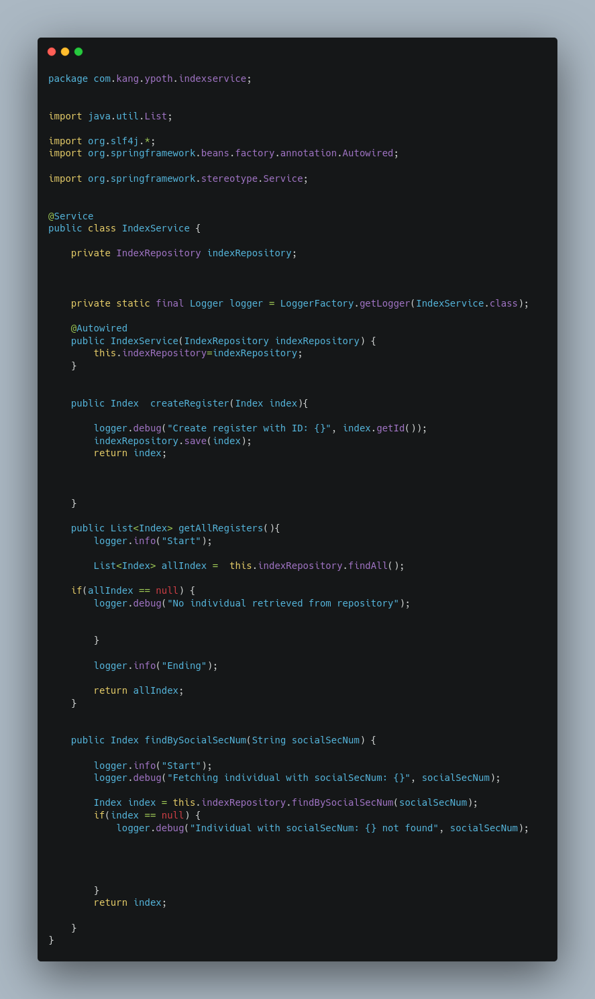 package com.kang.ypoth.indexservice;
import java.util.List;
import org.slf4j.*;
import org.springframework.beans.factory.annotation.Autowired;
import org.springframework.stereotype.Service;
@Service
public class IndexService {
    private IndexRepository indexRepository;
    private static final Logger logger = LoggerFactory.getLogger(IndexService.class);
    @Autowired
    public IndexService(IndexRepository indexRepository) {
        this.indexRepository=indexRepository;
    }
    public Index  createRegister(Index index){
        logger.debug("Create register with ID: {}", index.getId());
        indexRepository.save(index);
        return index;
    }
    public List<Index> getAllRegisters(){
        logger.info("Start");
        List<Index> allIndex =  this.indexRepository.findAll();
    if(allIndex == null) {
        logger.debug("No individual retrieved from repository");
        }
        logger.info("Ending");
        return allIndex;
    }
    public Index findBySocialSecNum(String socialSecNum) {
        logger.info("Start");
        logger.debug("Fetching individual with socialSecNum: {}", socialSecNum);
        Index index = this.indexRepository.findBySocialSecNum(socialSecNum);
        if(index == null) {
            logger.debug("Individual with socialSecNum: {} not found", socialSecNum);
        }
        return index;
    }
}